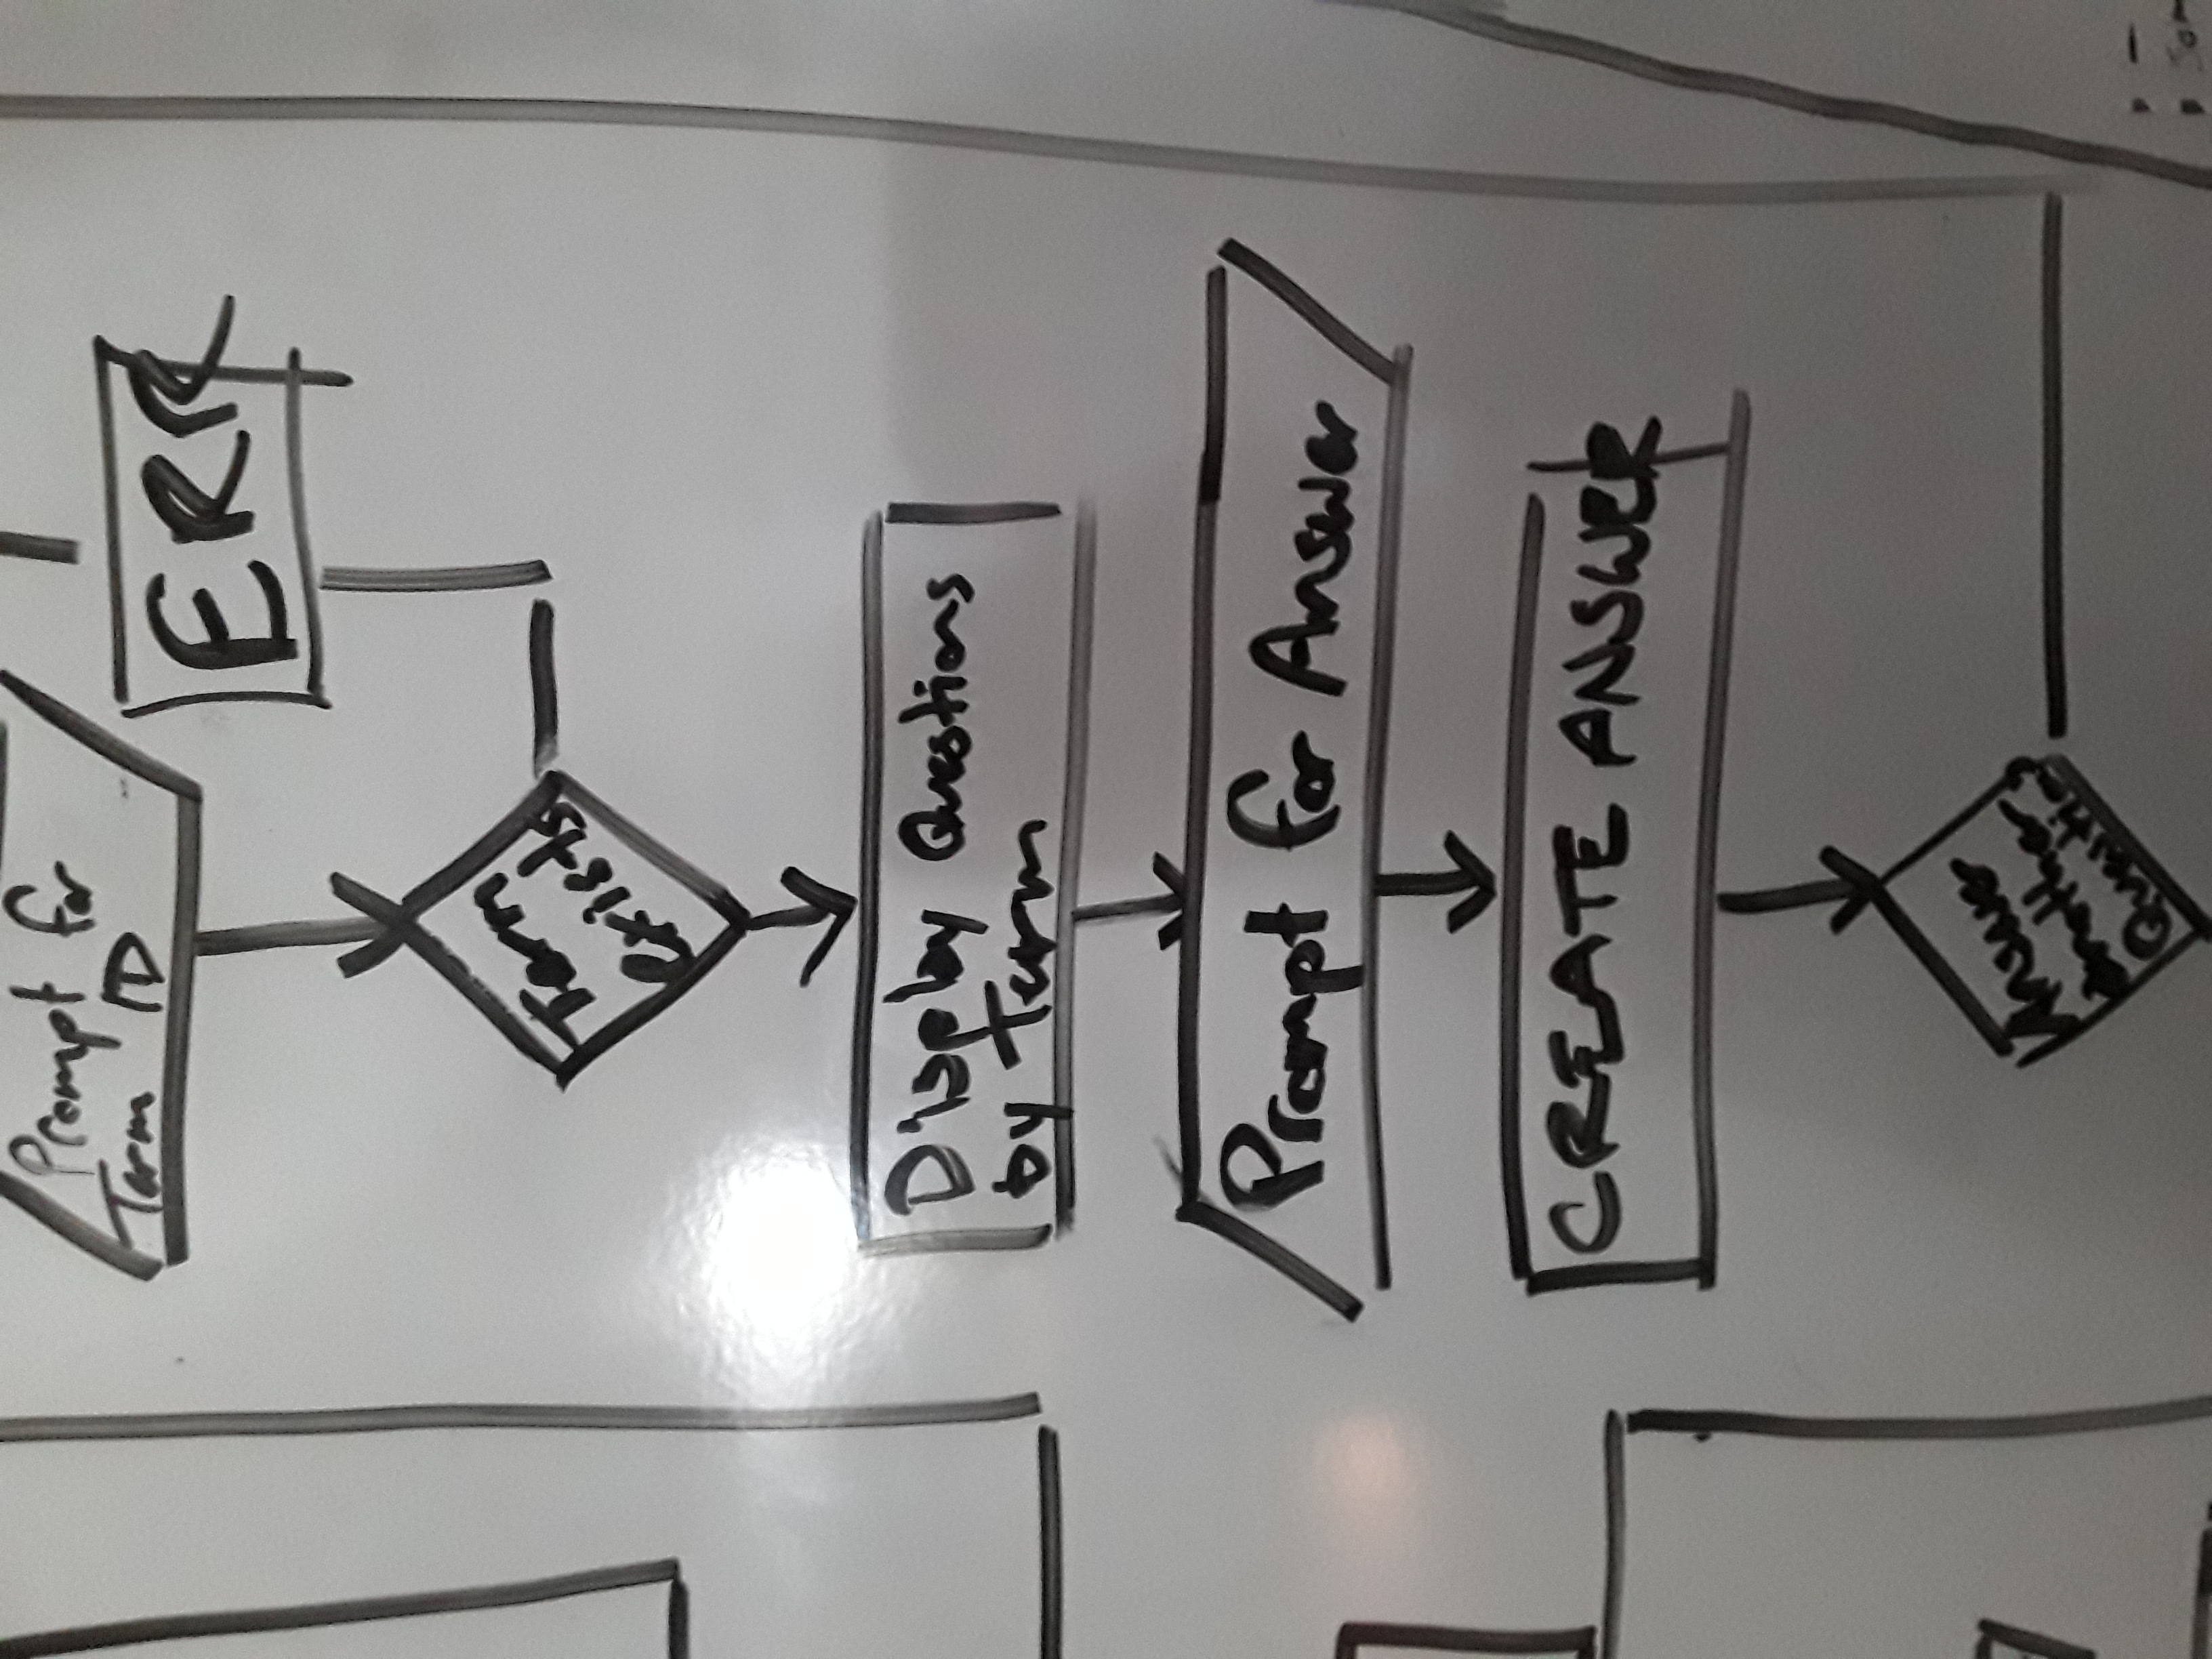 Prompt for
Term ID
ERR
Term
exists
Display Questions
by Term
Prompt for Answer
CREATE ANSWER
Answer
another
Question